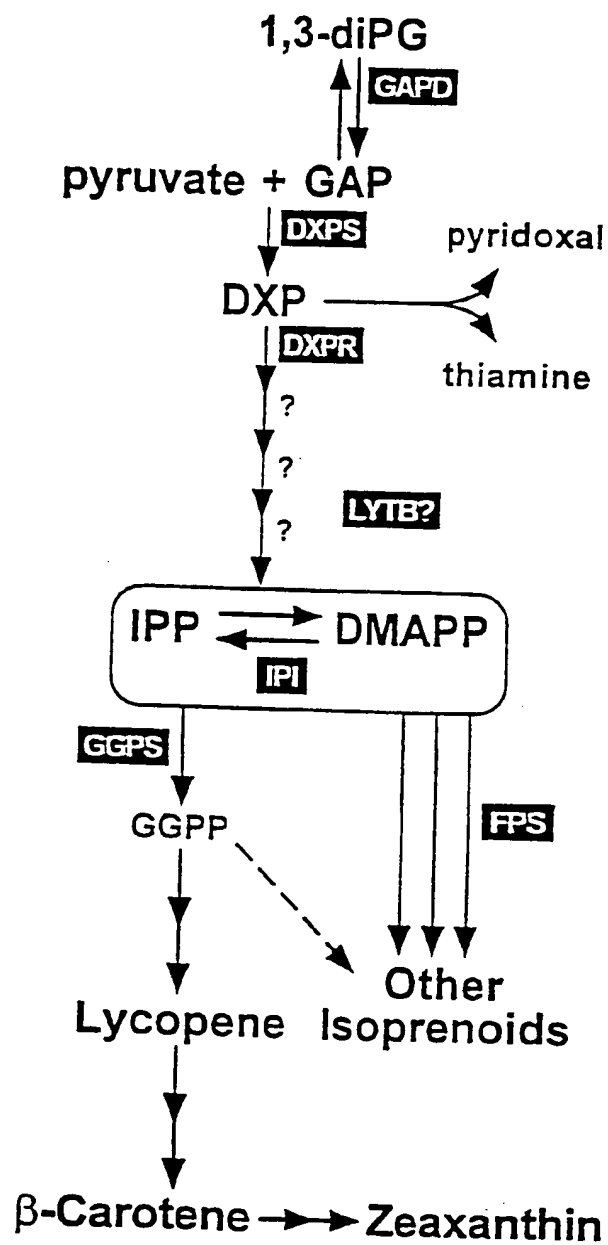 1,3-diPG
GAPD
pyruvate + GAP
DXPS
pyridoxal
DXP
DXPR
thiamine
?
?
LYTB?
?
IPP
DMAPP
IPI
GGPS
GGPP
FPS
Other
Lycopene
Isoprenoids
β-Carotene
Zeaxanthin